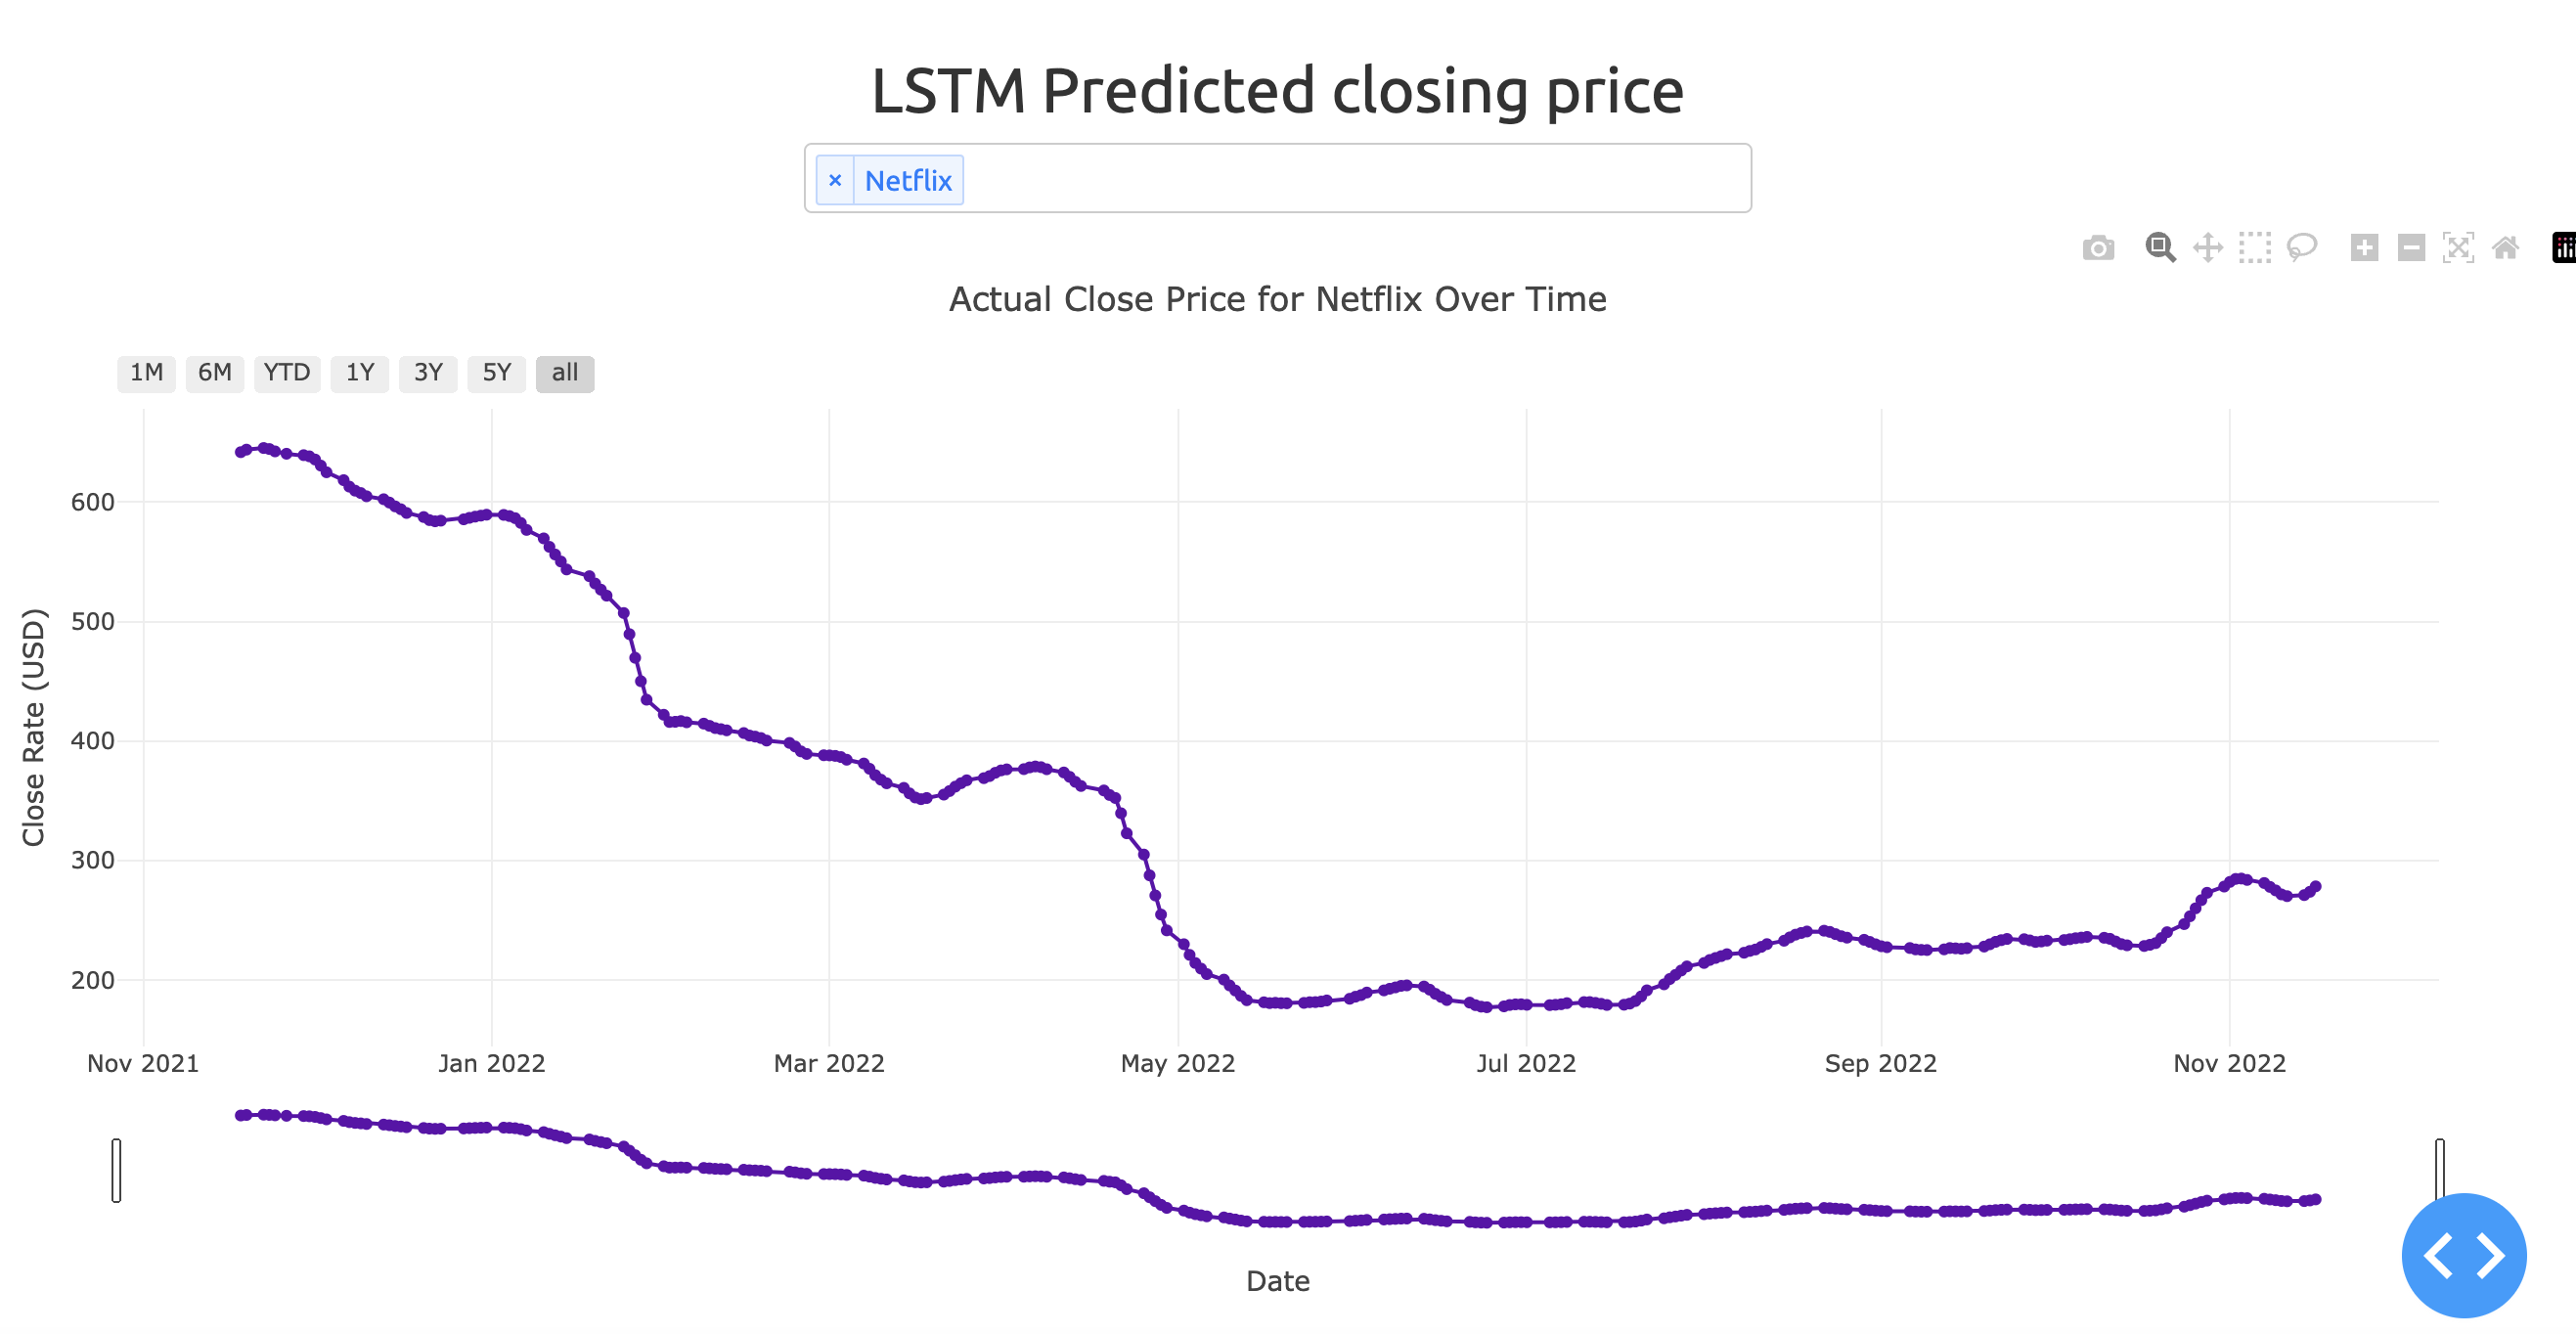 LSTM Predicted closing price
× Netflix
Actual Close Price for Netflix Over Time
1M 6M YTD 1Y 3Y 5Y all
Close Rate (USD)
600
500
400
300
200
Nov 2021 Jan 2022 Mar 2022 May 2022 Jul 2022 Sep 2022 Nov 2022
Date